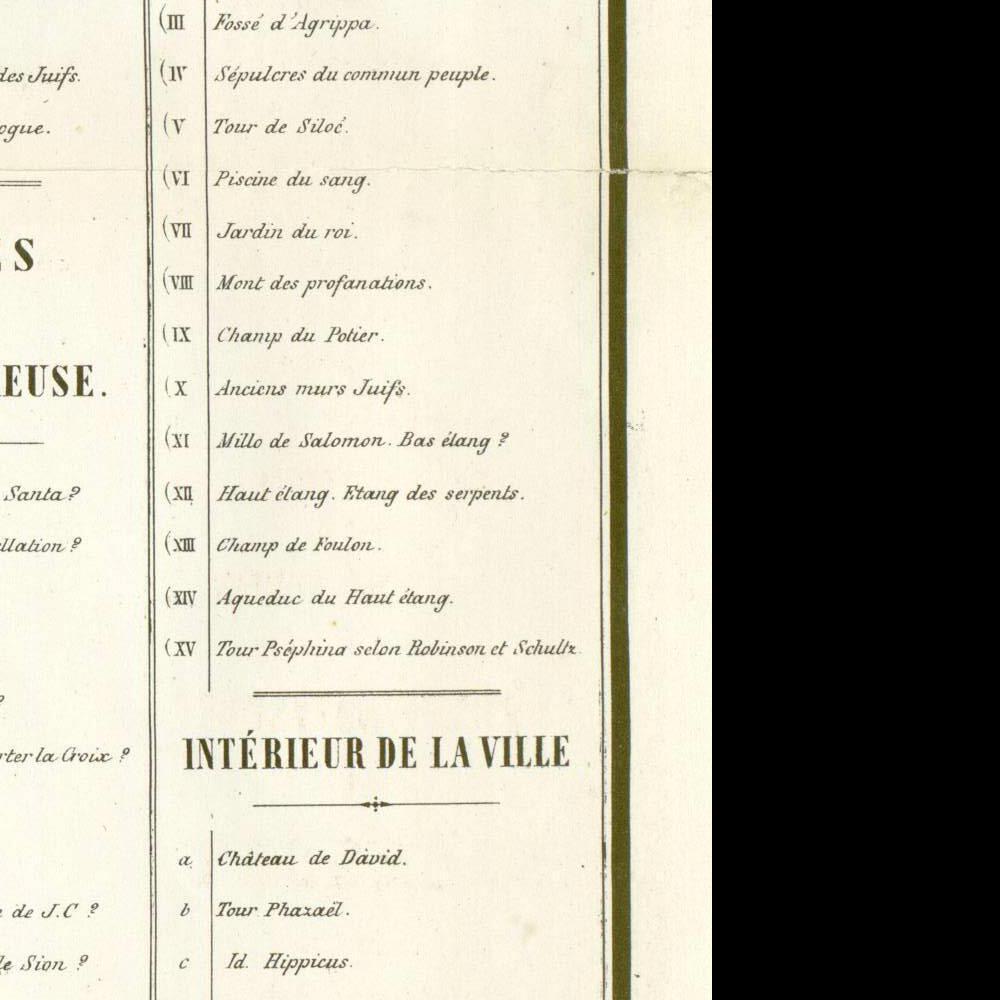 des Juifs.
ogue.
S
EUSE.
Santa ?
llation ?
?
rter la Croix ?
de J.C ?
le Sion ?
(III Fossé d'Agrippa.
(IV Sépulcres du commun peuple.
(V Tour de Siloé.
(VI Piscine du sang.
(VII Jardin du roi.
(VIII Mont des profanations.
(IX Champ du Potier.
(X Anciens murs Juifs.
(XI Millo de Salomon. Bas étang ?
(XII Haut étang. Etang des serpents.
(XIII Champ de Foulon.
(XIV Aqueduc du Haut étang.
(XV Tour Pséphina selon Robinson et Schultz
INTÉRIEUR DE LA VILLE
a Château de David.
b Tour Phazaël.
c Id. Hippicus.